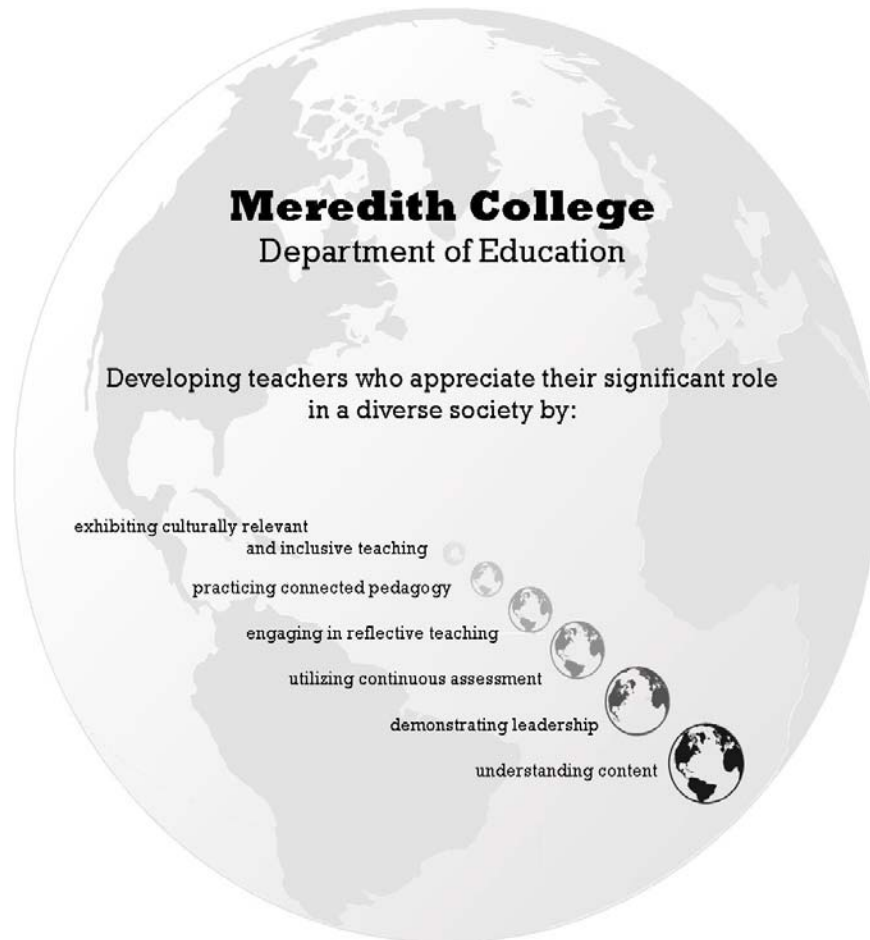 Meredith College
Department of Education
Developing teachers who appreciate their significant role
in a diverse society by:
exhibiting culturally relevant
and inclusive teaching
practicing connected pedagogy
engaging in reflective teaching
utilizing continuous assessment
demonstrating leadership
understanding content